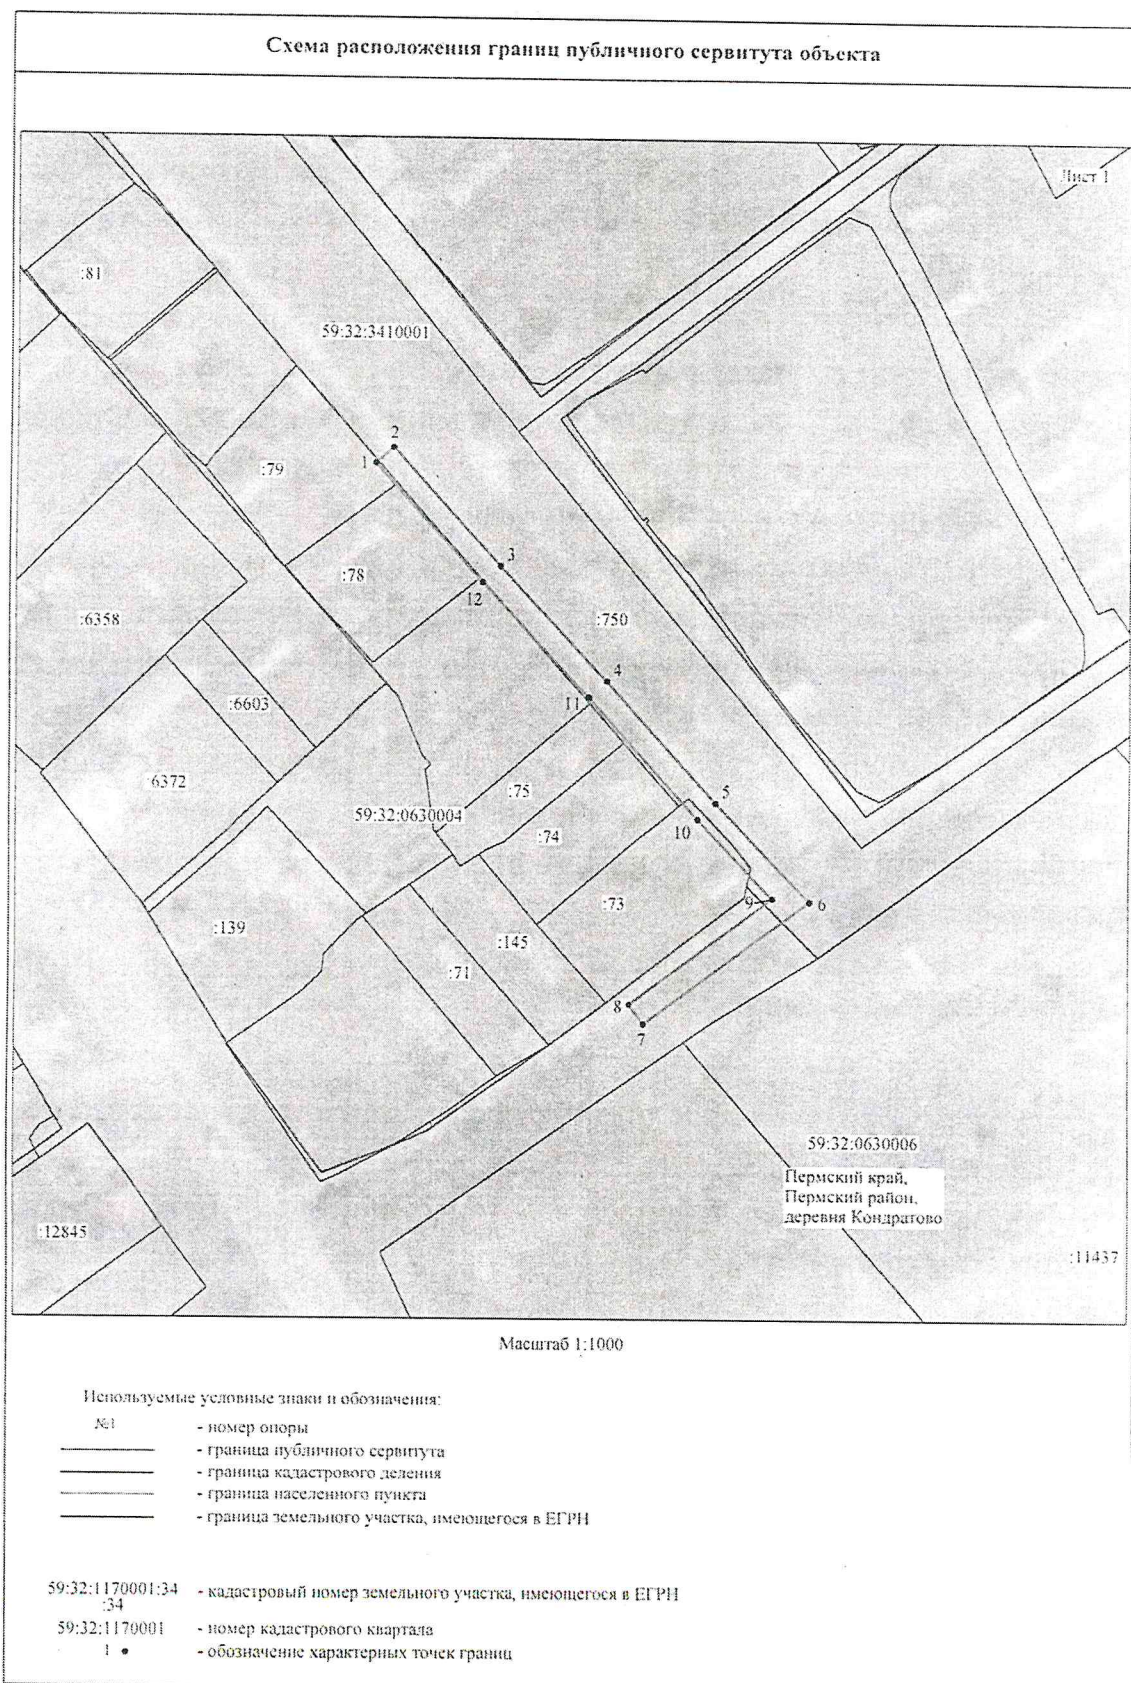 Схема расположения границ публичного сервитута объекта
Лист 1
:81
59:32:3410001
2
1
:79
3
:78
12
:750
:6358
4
11
:6603
:6372
:75
5
59:32:0630004
:74
10
:73
9
6
:139
:145
:71
8
7
59:32:0630006
Пермский край,
Пермский район,
деревня Кондратово
:12845
:11437
Масштаб 1:1000
Используемые условные знаки и обозначения:
№1 - номер опоры
- граница публичного сервитута
- граница кадастрового деления
- граница населенного пункта
- граница земельного участка, имеющегося в ЕГРН
59:32:1170001:34 - кадастровый номер земельного участка, имеющегося в ЕГРН
:34
59:32:1170001 - номер кадастрового квартала
1 • - обозначение характерных точек границ